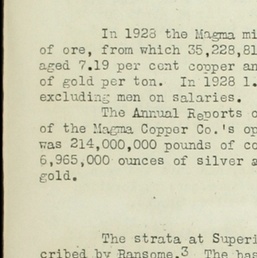 In 1928 the Magma mi
of ore, from which 35,228,81
aged 7.19 per cent copper an
of gold per ton. In 1928 1.
excluding men on salaries.
The Annual Reports o
of the Magma Copper Co.'s op
was 214,000,000 pounds of co
6,965,000 ounces of silver a
gold.
The strata at Superi
cribed by Ransome.3 The bas